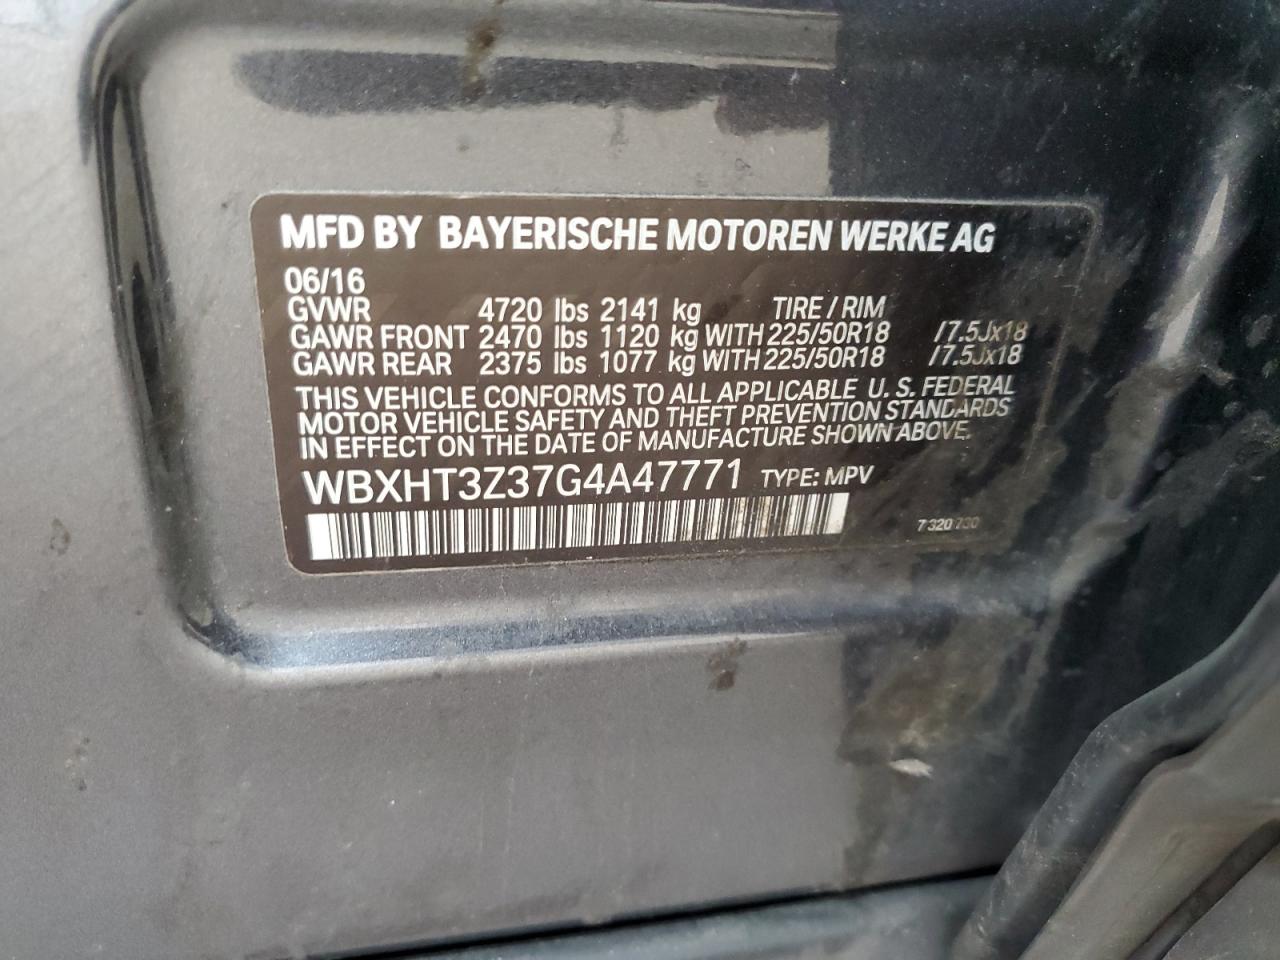 MFD BY BAYERISCHE MOTOREN WERKE AG
06/16
GVWR 4720 lbs 2141 kg TIRE / RIM
GAWR FRONT 2470 lbs 1120 kg WITH 225/50R18 /7.5Jx18
GAWR REAR 2375 lbs 1077 kg WITH 225/50R18 /7.5Jx18
THIS VEHICLE CONFORMS TO ALL APPLICABLE U. S. FEDERAL
MOTOR VEHICLE SAFETY AND THEFT PREVENTION STANDARDS
IN EFFECT ON THE DATE OF MANUFACTURE SHOWN ABOVE.
WBXHT3Z37G4A47771 TYPE: MPV
7 320 730